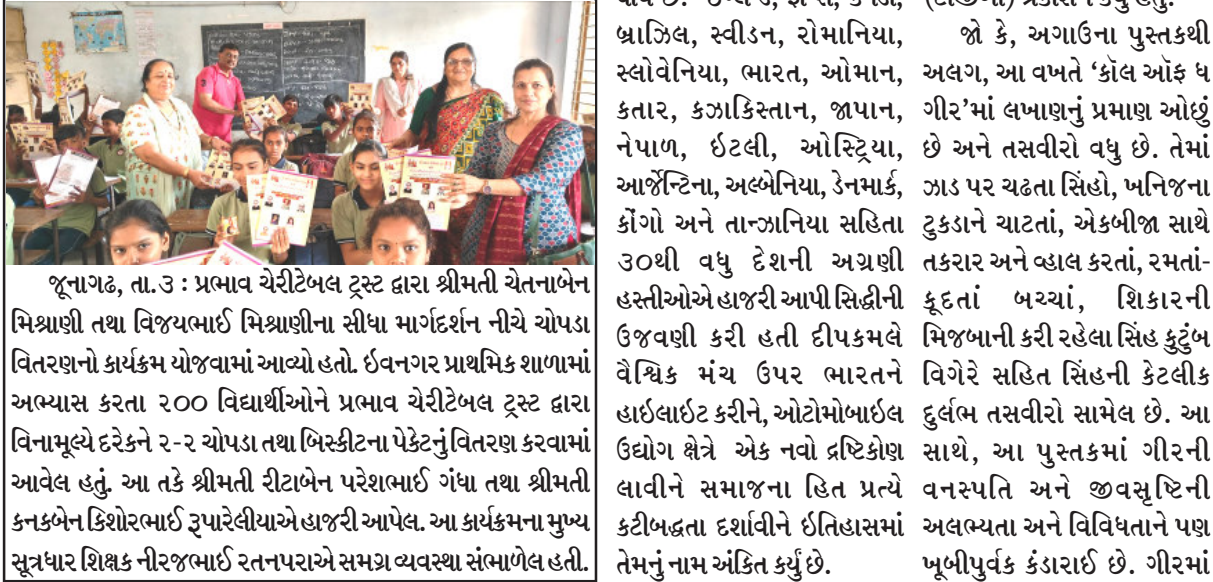 જૂનાગઢ, તા.૩ : પ્રભાવ ચેરીટેબલ ટ્રસ્ટ દ્વારા શ્રીમતી ચેતનાબેન
મિશ્રાણી તથા વિજયભાઈ મિશ્રાણીના સીધા માર્ગદર્શન નીચે ચોપડા
વિતરણનો કાર્યક્રમ યોજવામાં આવ્યો હતો. ઇવનગર પ્રાથમિક શાળામાં
અભ્યાસ કરતા ૨૦૦ વિદ્યાર્થીઓને પ્રભાવ ચેરીટેબલ ટ્રસ્ટ દ્વારા
વિનામૂલ્યે દરેકને ૨-૨ ચોપડા તથા બિસ્કીટના પેકેટનું વિતરણ કરવામાં
આવેલ હતું. આ તકે શ્રીમતી રીટાબેન પરેશભાઈ ગંધા તથા શ્રીમતી
કનકબેન કિશોરભાઈ રૂપારેલીયાએ હાજરી આપેલ. આ કાર્યક્રમના મુખ્ય
સૂત્રધાર શિક્ષક નીરજભાઈ રતનપરાએ સમગ્ર વ્યવસ્થા સંભાળેલ હતી.
બ્રાઝિલ, સ્વીડન, રોમાનિયા,
સ્લોવેનિયા, ભારત, ઓમાન,
કતાર, કઝાકિસ્તાન, જાપાન,
નેપાળ, ઇટલી, ઓસ્ટ્રિયા,
આર્જેન્ટિના, અલ્બેનિયા, ડેનમાર્ક,
કોંગો અને તાન્ઝાનિયા સહિતા
૩૦થી વધુ દેશની અગ્રણી
હસ્તીઓએ હાજરી આપી સિદ્ધીની
ઉજવણી કરી હતી દીપકમલે
વૈશ્વિક મંચ ઉપર ભારતને
હાઇલાઇટ કરીને, ઓટોમોબાઇલ
ઉદ્યોગ ક્ષેત્રે એક નવો દ્રષ્ટિકોણ
લાવીને સમાજના હિત પ્રત્યે
કટીબદ્ધતા દર્શાવીને ઇતિહાસમાં
તેમનું નામ અંકિત કર્યું છે.
જો કે, અગાઉના પુસ્તકથી
અલગ, આ વખતે ‘કૉલ ઑફ ધ
ગીર’માં લખાણનું પ્રમાણ ઓછું
છે અને તસવીરો વધુ છે. તેમાં
ઝાડ પર ચઢતા સિંહો, ખનિજના
ટુકડાને ચાટતાં, એકબીજા સાથે
તકરાર અને વ્હાલ કરતાં, રમતાં-
કૂદતાં બચ્ચાં, શિકારની
મિજબાની કરી રહેલા સિંહ કુટુંબ
વિગેરે સહિત સિંહની કેટલીક
દુર્લભ તસવીરો સામેલ છે. આ
સાથે, આ પુસ્તકમાં ગીરની
વનસ્પતિ અને જીવસૃષ્ટિની
અલભ્યતા અને વિવિધતાને પણ
ખૂબીપુર્વક કંડારાઈ છે. ગીરમાં